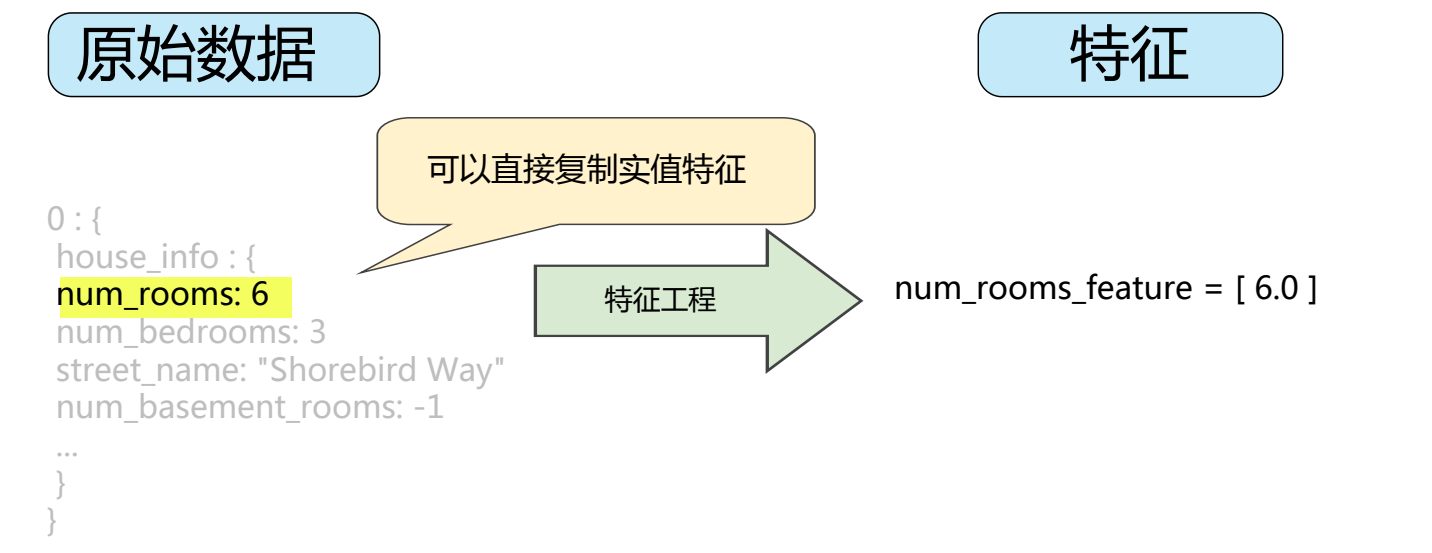 原始数据
特征
可以直接复制实值特征
0 : {
house_info : {
num_rooms: 6
num_bedrooms: 3
street_name: "Shorebird Way"
num_basement_rooms: -1
...
}
}
特征工程
num_rooms_feature = [ 6.0 ]